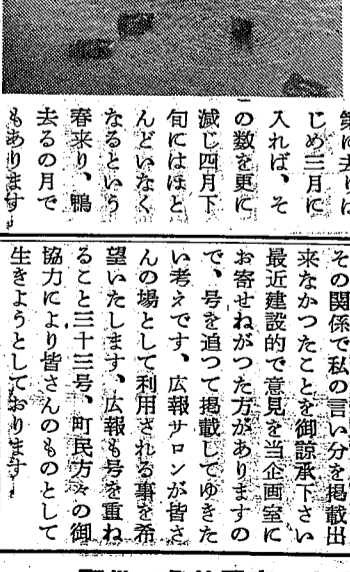 第に去りは
じめ三月に
入れば、そ
の数を更に
減じ四月下
旬にはほと
んどいなく
なるという
春来り、鴨
去るの月で
もあります
その関係で私の言い分を掲載出
来なかつたことを御諒承下さい
最近建設的で意見を当企画室に
お寄せねがつた方がありますの
で、号を追つて掲載してゆきた
い考えです、広報サロンが皆さ
んの場として利用される事を希
望いたします、広報も号を重ね
ること三十三号、町民方々の御
協力により皆さんのものとして
生きようとしております